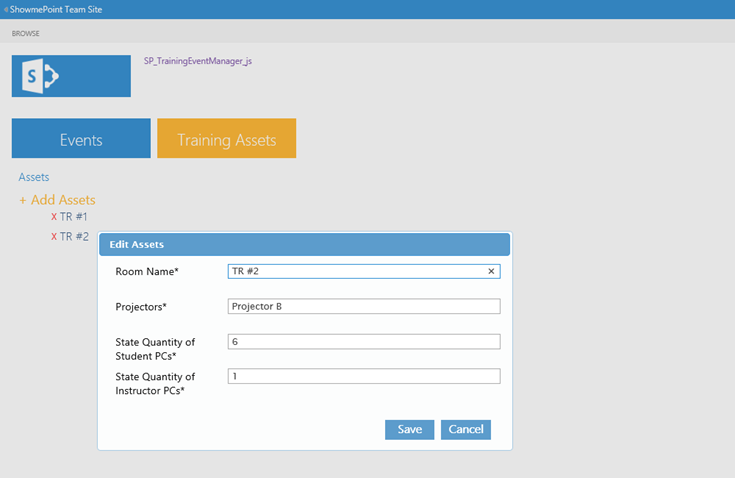 ShowmePoint Team Site
BROWSE
S
SP_TrainingEventManager_js
Events
Training Assets
Assets
+ Add Assets
X TR #1
X TR #2
Edit Assets
Room Name*
TR #2
Projectors*
Projector B
State Quantity of
Student PCs*
6
State Quantity of
Instructor PCs*
1
Save
Cancel